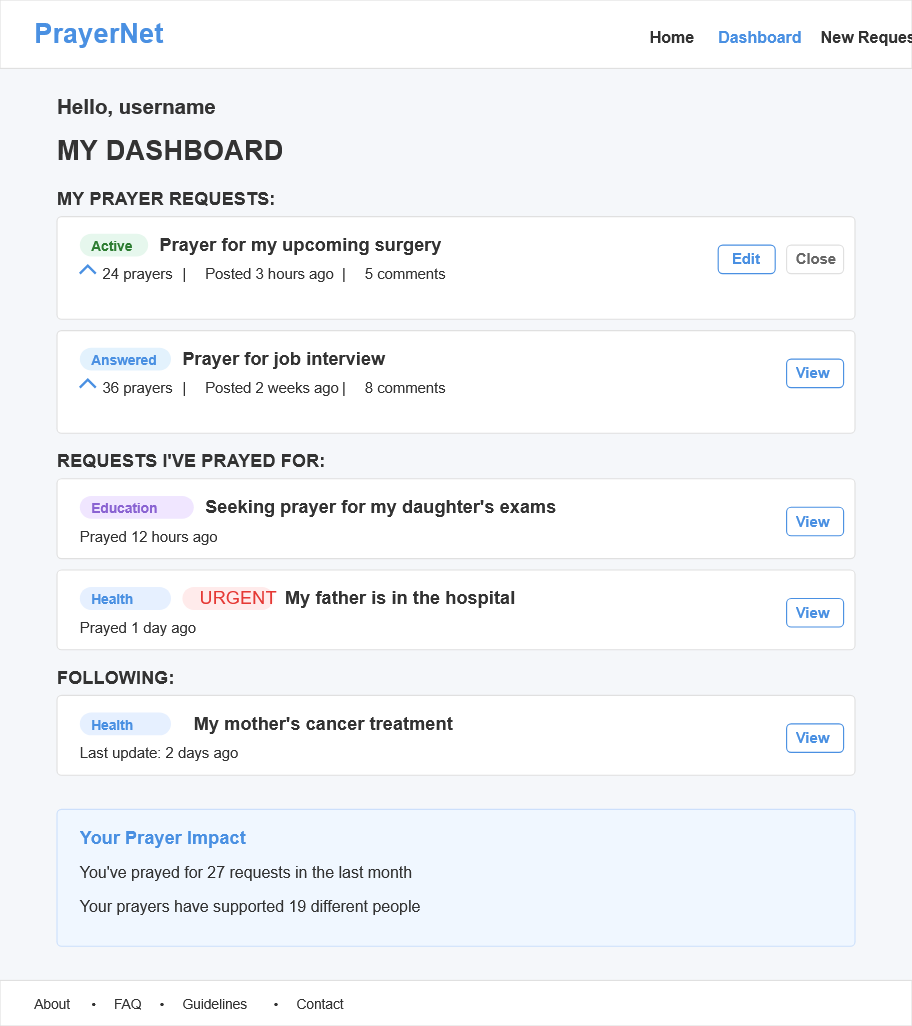 PrayerNet
Home Dashboard New Reques
Hello, username
MY DASHBOARD
MY PRAYER REQUESTS:
Active Prayer for my upcoming surgery
24 prayers | Posted 3 hours ago | 5 comments
Edit Close
Answered Prayer for job interview
36 prayers | Posted 2 weeks ago | 8 comments
View
REQUESTS I'VE PRAYED FOR:
Education Seeking prayer for my daughter's exams
Prayed 12 hours ago
View
Health URGENT My father is in the hospital
Prayed 1 day ago
View
FOLLOWING:
Health My mother's cancer treatment
Last update: 2 days ago
View
Your Prayer Impact
You've prayed for 27 requests in the last month
Your prayers have supported 19 different people
About • FAQ • Guidelines • Contact